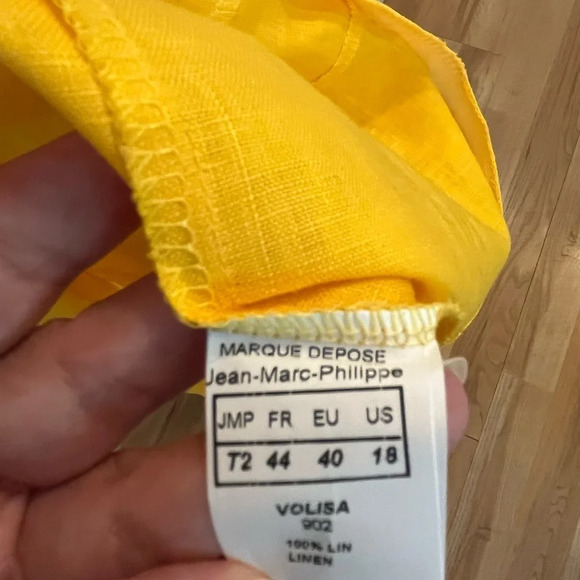 MARQUE DEPOSE
Jean-Marc-Philippe
JMP FR EU US
T2 44 40 18
VOLISA
902
100% LIN
LINEN